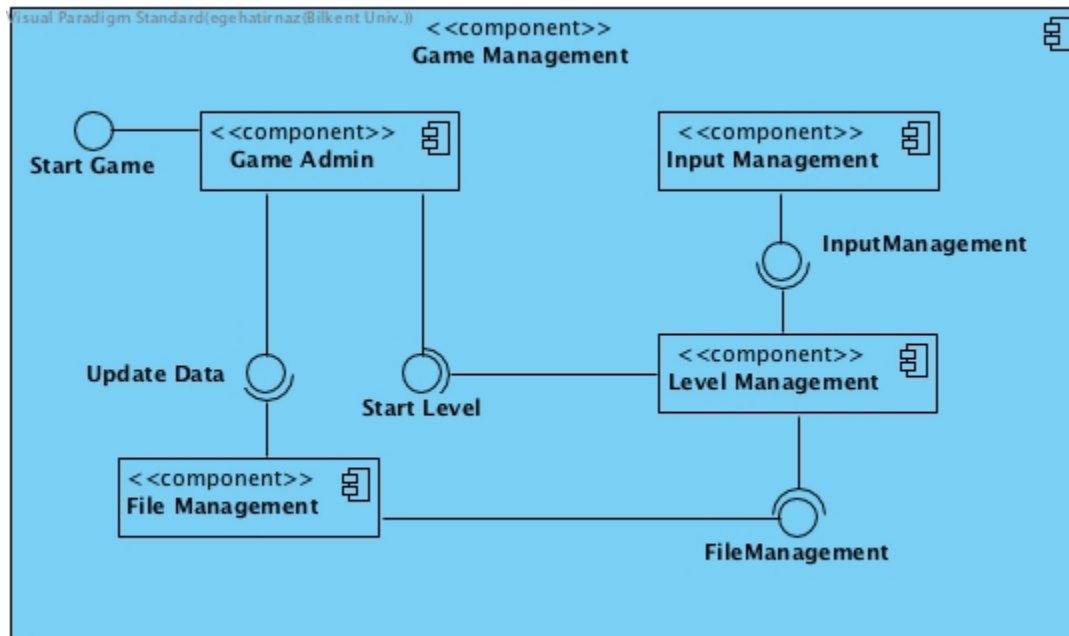 Visual Paradigm Standard(egehatirnaz(Bilkent Univ.))
<<component>>
Game Management
Start Game
<<component>>
Game Admin
<<component>>
Input Management
InputManagement
Update Data
Start Level
<<component>>
Level Management
<<component>>
File Management
FileManagement